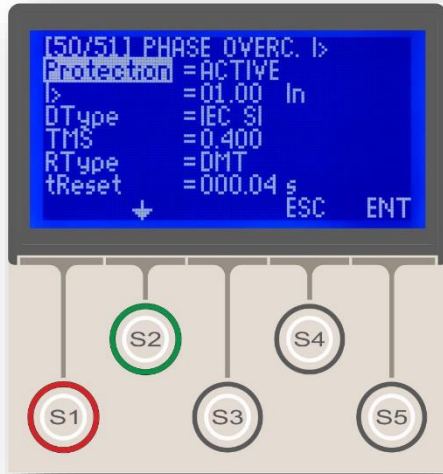 [50/51] PHASE OVERC. I>
Protection =ACTIVE
I> =01.00 In
DType =IEC SI
TMS =0.400
RType =DMT
tReset =000.04 s
ESC ENT
S2 S4
S1 S3 S5